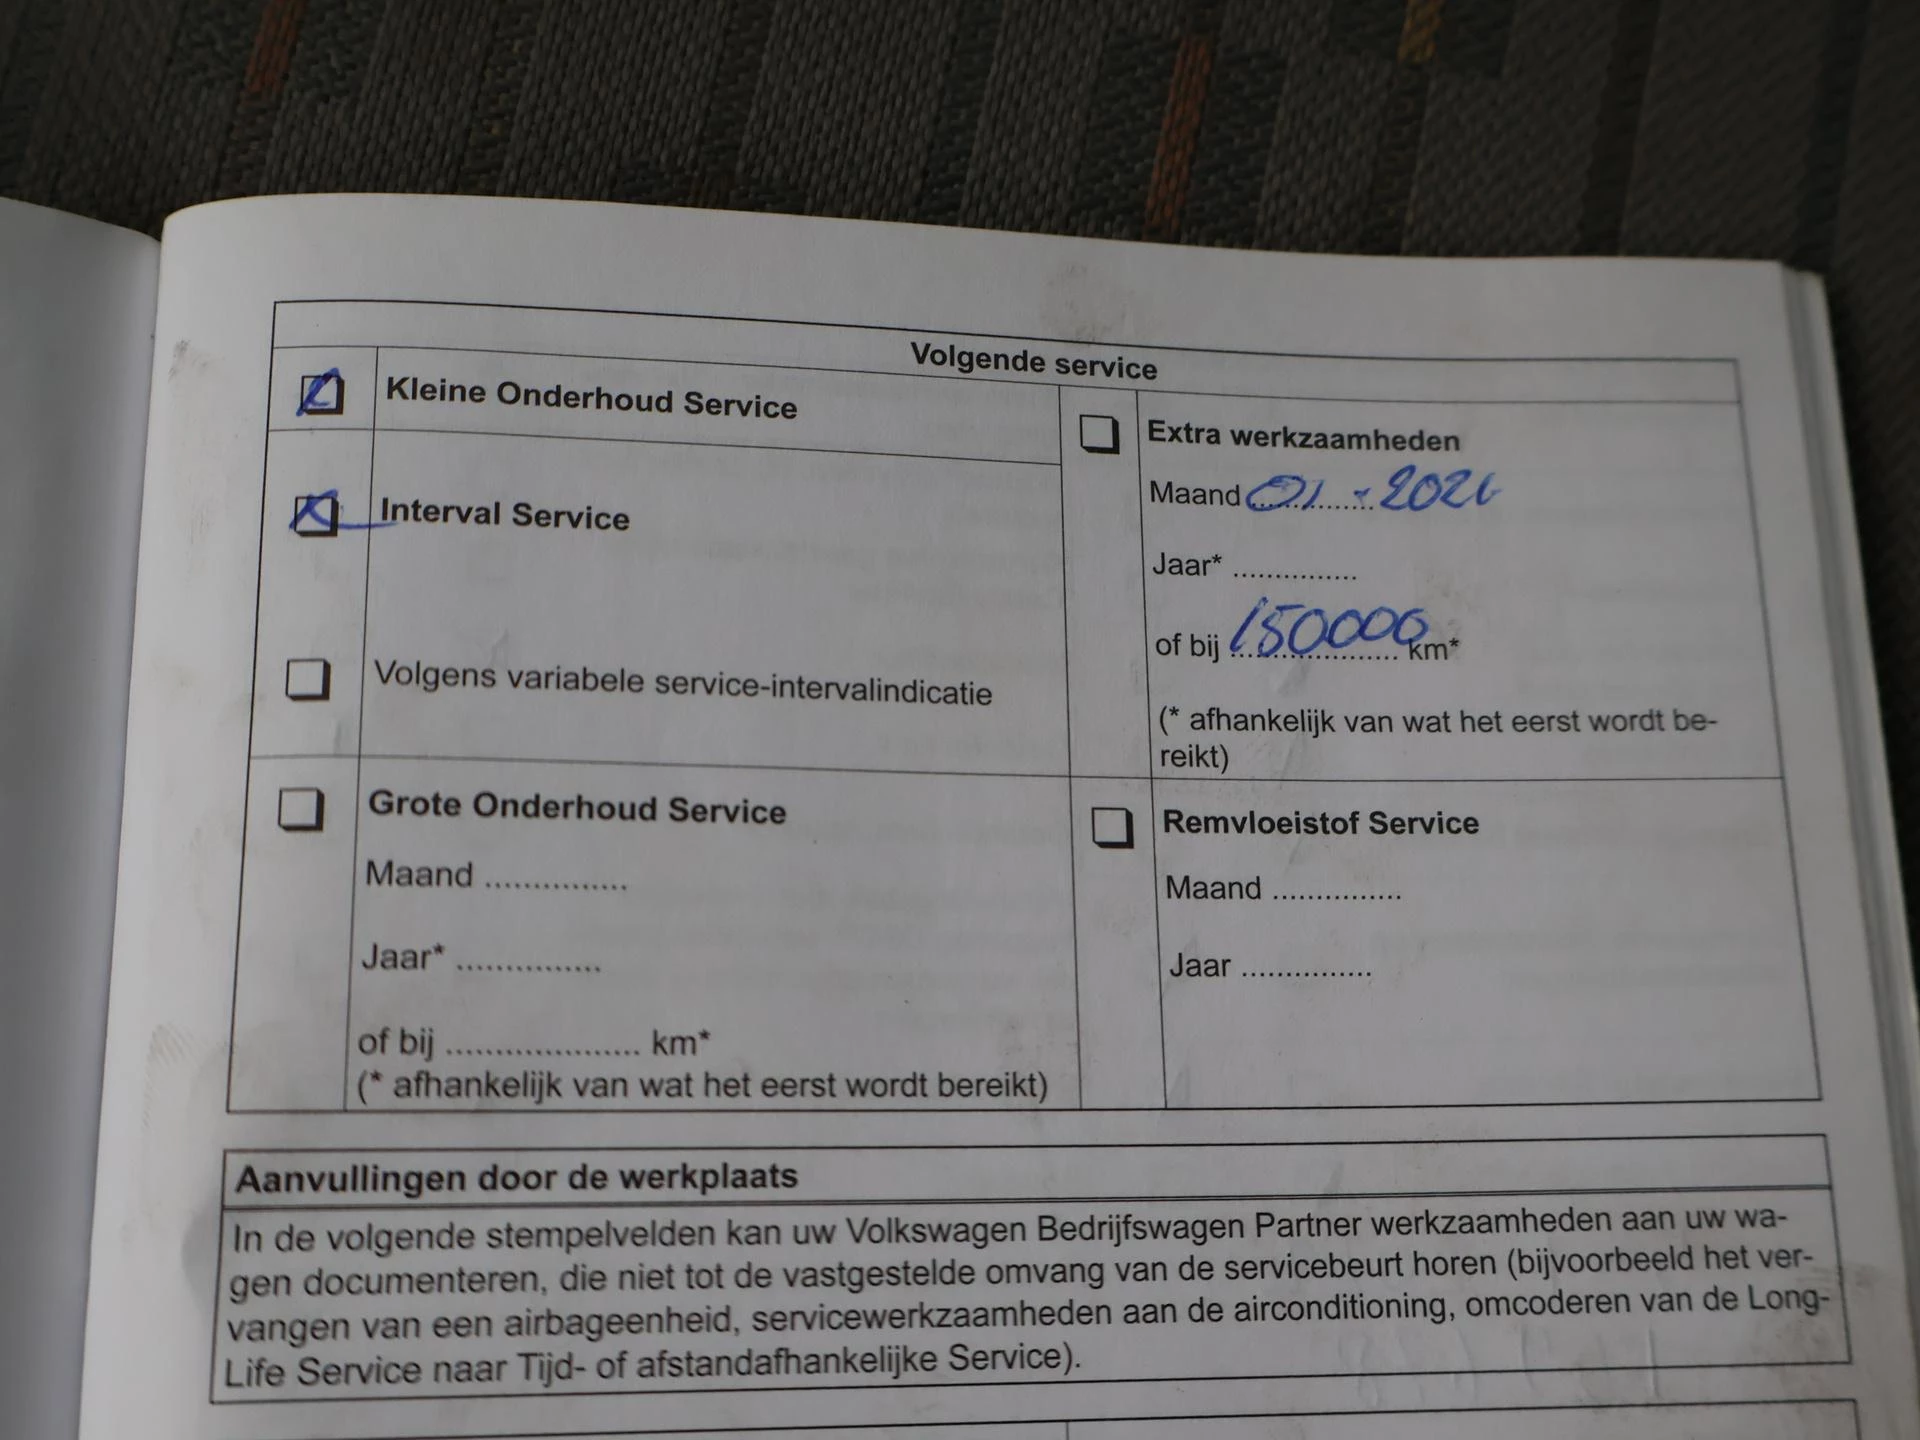 Volgende service
Kleine Onderhoud Service
Interval Service
Volgens variabele service-intervalindicatie
Extra werkzaamheden
Maand 01 - 2026
Jaar* ...............
of bij 150000 km*
(* afhankelijk van wat het eerst wordt be-
reikt)
Grote Onderhoud Service
Maand ...............
Jaar* ...............
of bij .................... km*
(* afhankelijk van wat het eerst wordt bereikt)
Remvloeistof Service
Maand ..............
Jaar ..............
Aanvullingen door de werkplaats
In de volgende stempelvelden kan uw Volkswagen Bedrijfswagen Partner werkzaamheden aan uw wa-
gen documenteren, die niet tot de vastgestelde omvang van de servicebeurt horen (bijvoorbeeld het ver-
vangen van een airbageenheid, servicewerkzaamheden aan de airconditioning, omcoderen van de Long-
Life Service naar Tijd- of afstandafhankelijke Service).